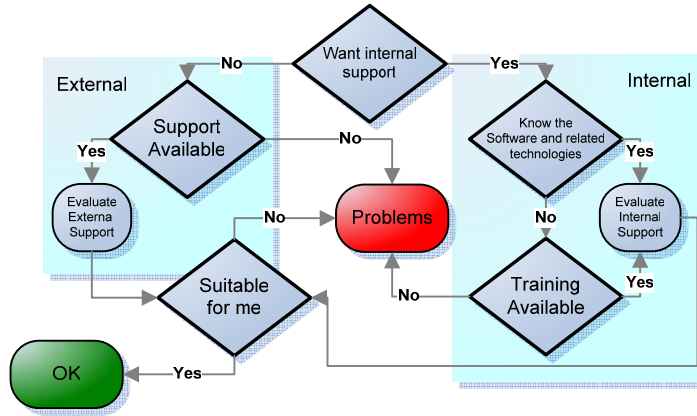 Want internal
support
No
Yes
External
Internal
Support
Available
Know the
Software and related
technologies
No
Yes
Yes
Evaluate
Externa
Support
Problems
Evaluate
Internal
Support
No
No
Suitable
for me
Training
Available
Yes
No
OK
Yes